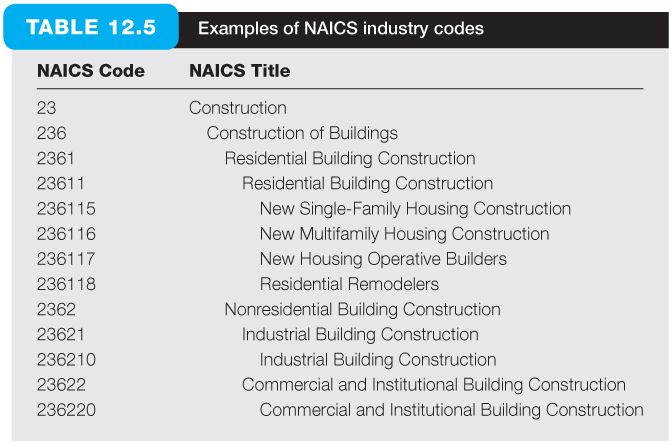 TABLE 12.5 Examples of NAICS industry codes
NAICS Code NAICS Title
23 Construction
236 Construction of Buildings
2361 Residential Building Construction
23611 Residential Building Construction
236115 New Single-Family Housing Construction
236116 New Multifamily Housing Construction
236117 New Housing Operative Builders
236118 Residential Remodelers
2362 Nonresidential Building Construction
23621 Industrial Building Construction
236210 Industrial Building Construction
23622 Commercial and Institutional Building Construction
236220 Commercial and Institutional Building Construction